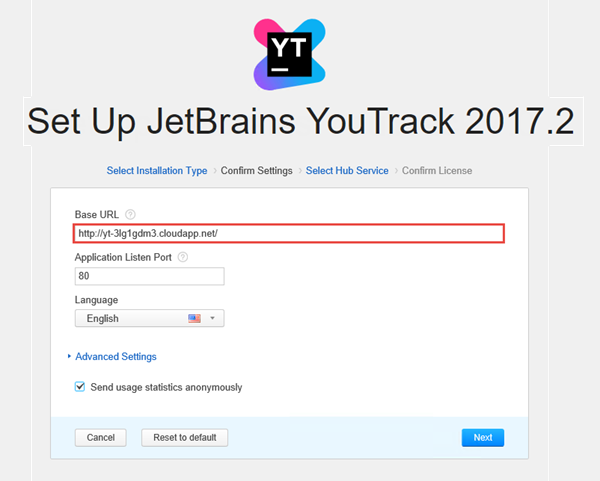 YT
Set Up JetBrains YouTrack 2017.2
Select Installation Type › Confirm Settings › Select Hub Service › Confirm License
Base URL ?
http://yt-3lg1gdm3.cloudapp.net/
Application Listen Port ?
80
Language
English
Advanced Settings
Send usage statistics anonymously
Cancel Reset to default Next